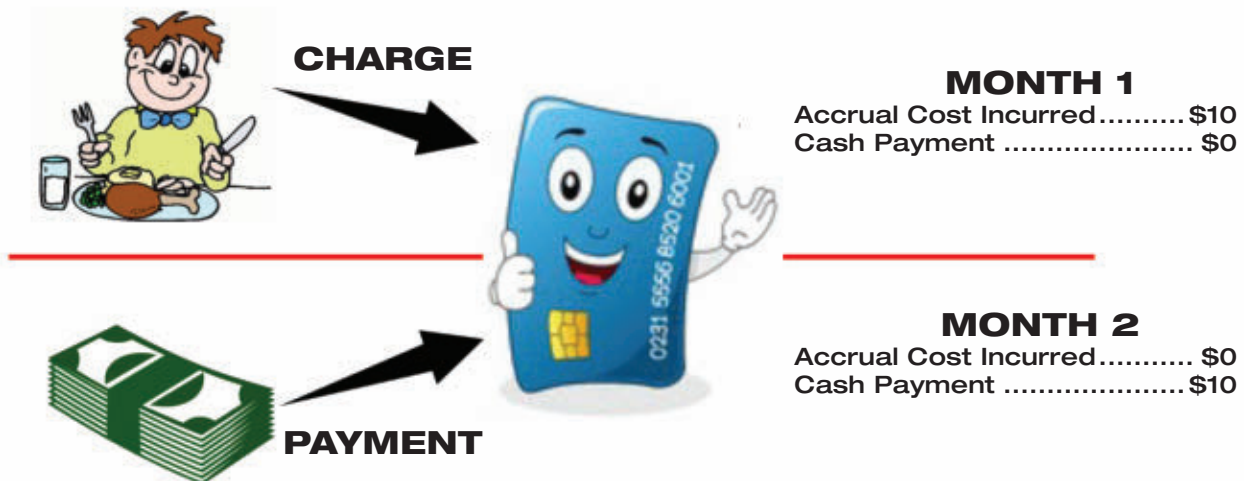 CHARGE
MONTH 1
Accrual Cost Incurred.......... $10
Cash Payment ...................... $0
0231 5556 8520 6001
MONTH 2
Accrual Cost Incurred........... $0
Cash Payment ..................... $10
PAYMENT